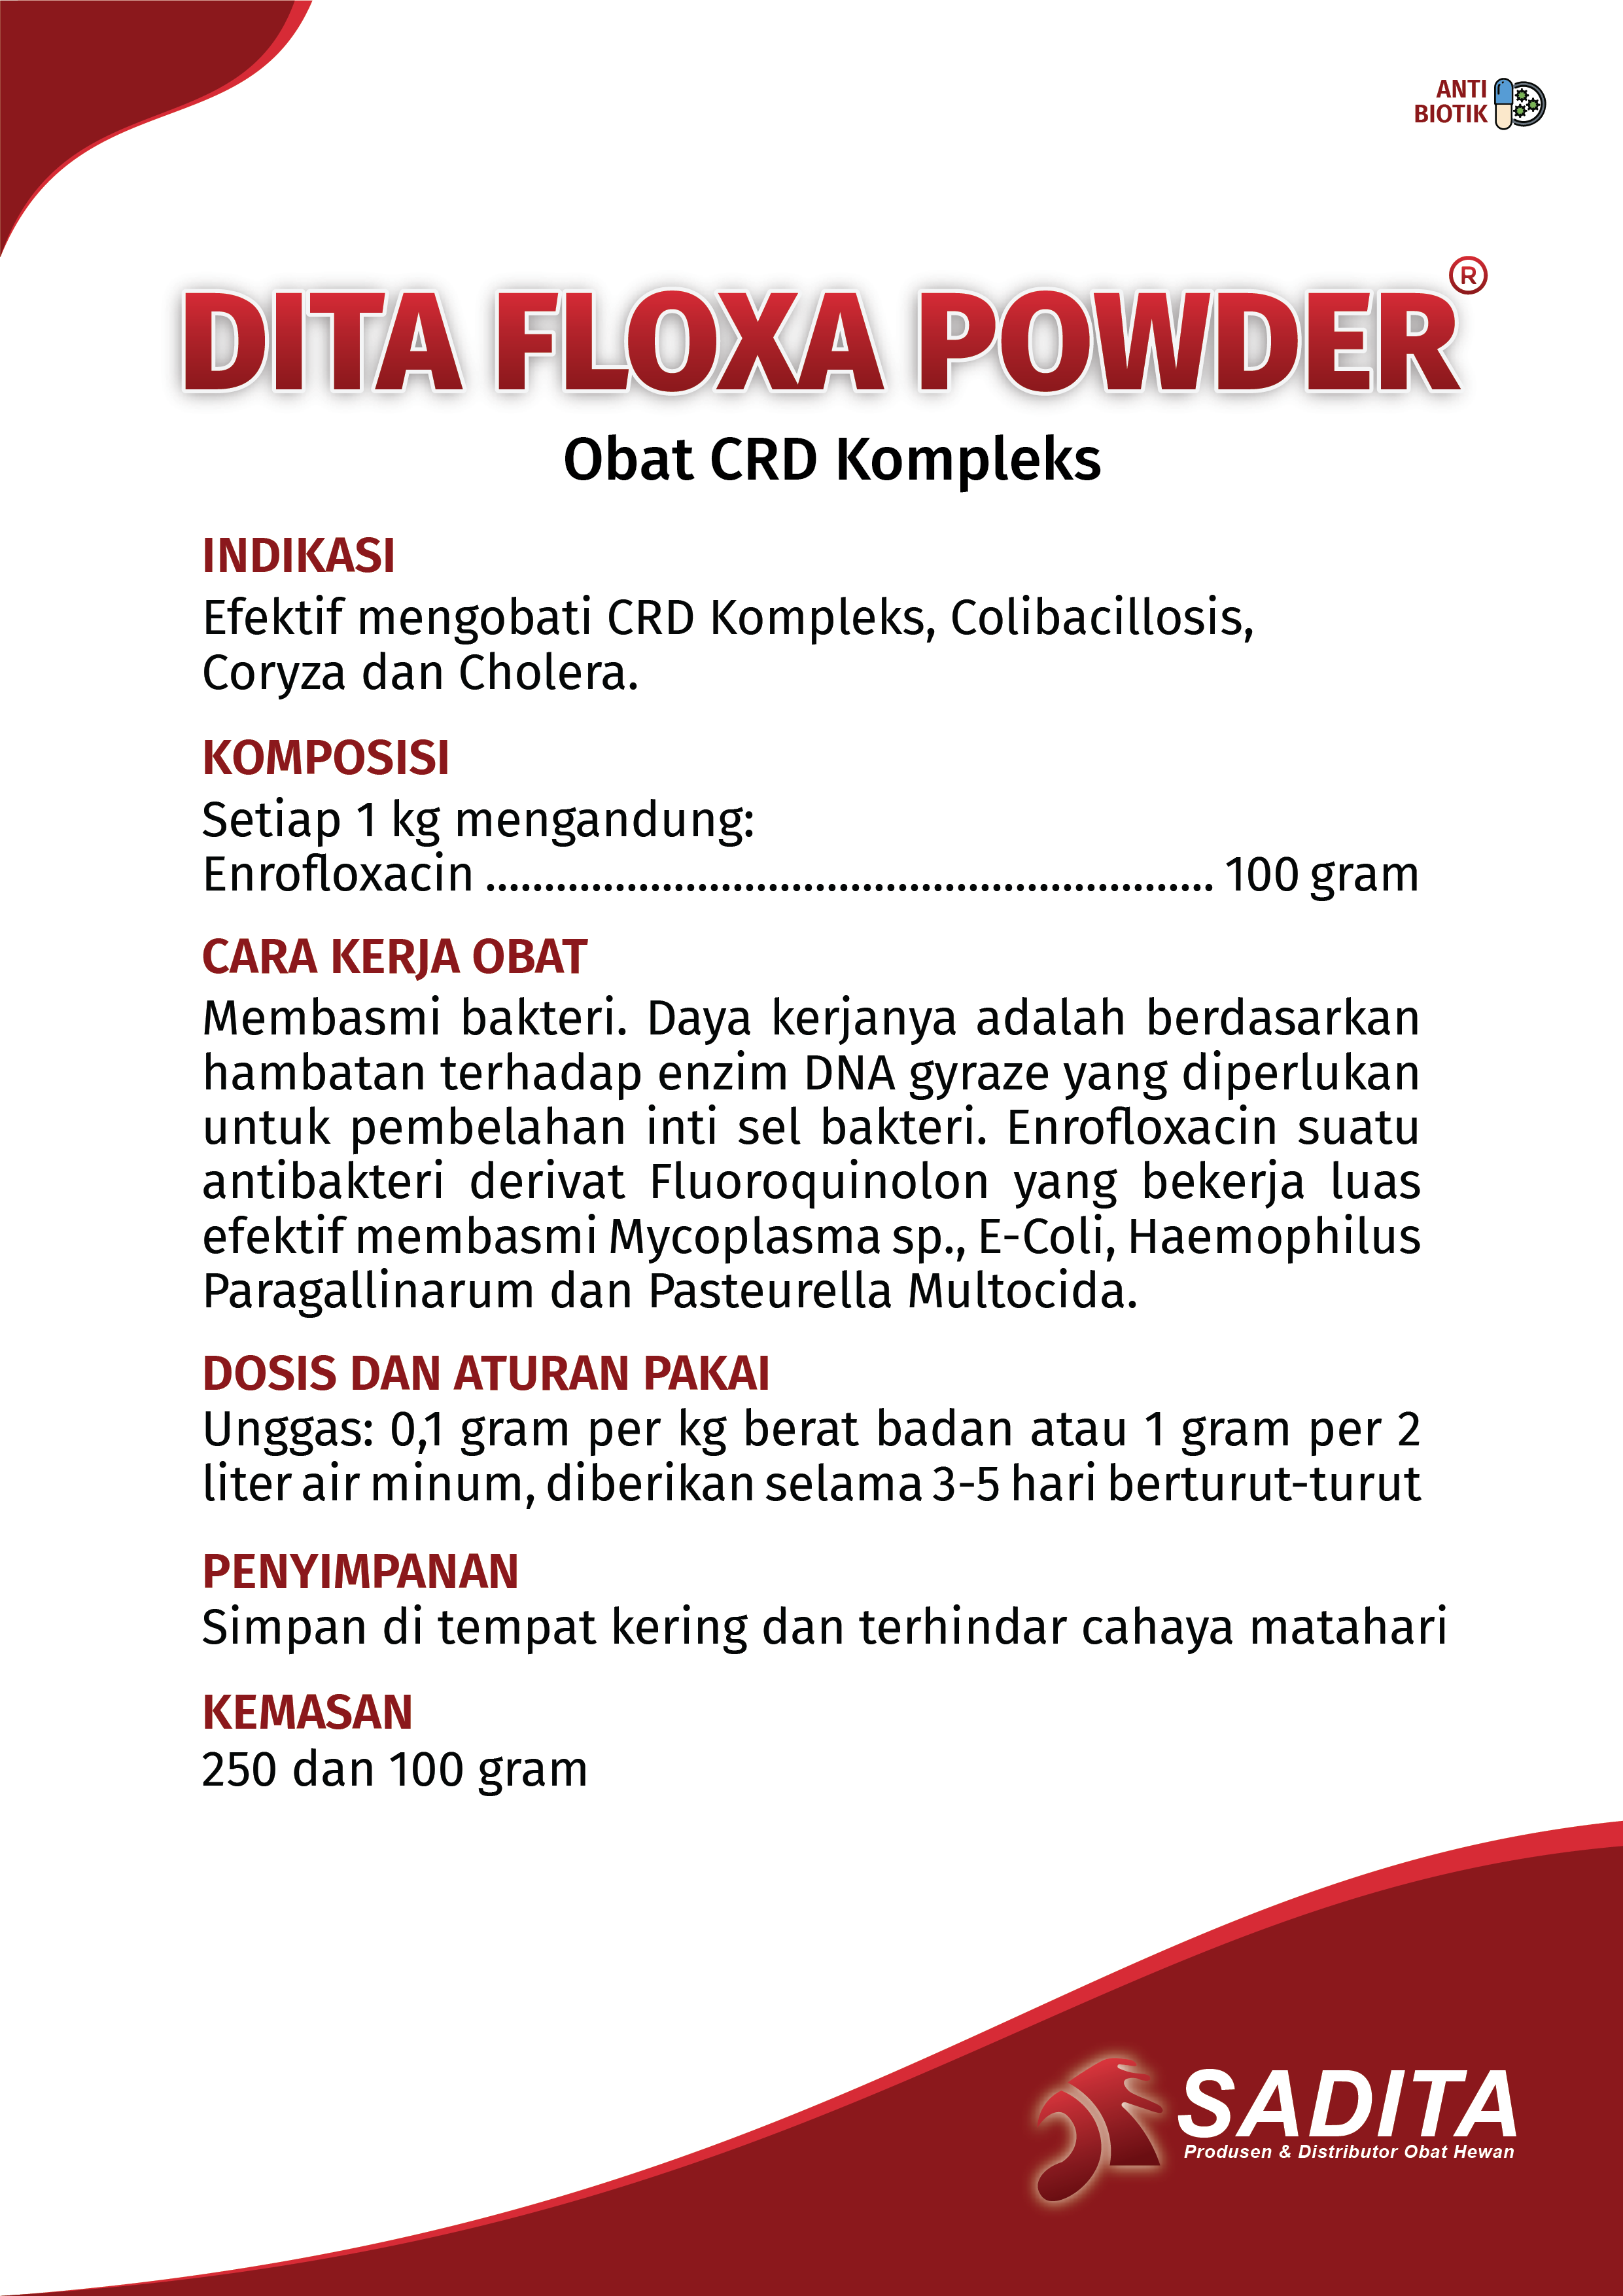 ANTI
BIOTIK
DITA FLOXA POWDER®
Obat CRD Kompleks
INDIKASI
Efektif mengobati CRD Kompleks, Colibacillosis,
Coryza dan Cholera.
KOMPOSISI
Setiap 1 kg mengandung:
Enrofloxacin ................................................................ 100 gram
CARA KERJA OBAT
Membasmi bakteri. Daya kerjanya adalah berdasarkan
hambatan terhadap enzim DNA gyraze yang diperlukan
untuk pembelahan inti sel bakteri. Enrofloxacin suatu
antibakteri derivat Fluoroquinolon yang bekerja luas
efektif membasmi Mycoplasma sp., E-Coli, Haemophilus
Paragallinarum dan Pasteurella Multocida.
DOSIS DAN ATURAN PAKAI
Unggas: 0,1 gram per kg berat badan atau 1 gram per 2
liter air minum, diberikan selama 3-5 hari berturut-turut
PENYIMPANAN
Simpan di tempat kering dan terhindar cahaya matahari
KEMASAN
250 dan 100 gram
SADITA
Produsen & Distributor Obat Hewan